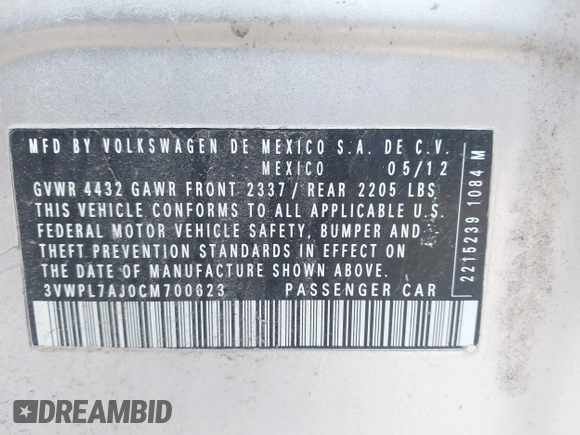 MFD BY VOLKSWAGEN DE MEXICO S.A. DE C.V.
MEXICO 05/12
GVWR 4432 GAWR FRONT 2337/ REAR 2205 LBS
THIS VEHICLE CONFORMS TO ALL APPLICABLE U.S.
FEDERAL MOTOR VEHICLE SAFETY, BUMPER AND
THEFT PREVENTION STANDARDS IN EFFECT ON
THE DATE OF MANUFACTURE SHOWN ABOVE.
3VWPL7AJ0CM700623 PASSENGER CAR
2215239 1084 M
DREAMBID